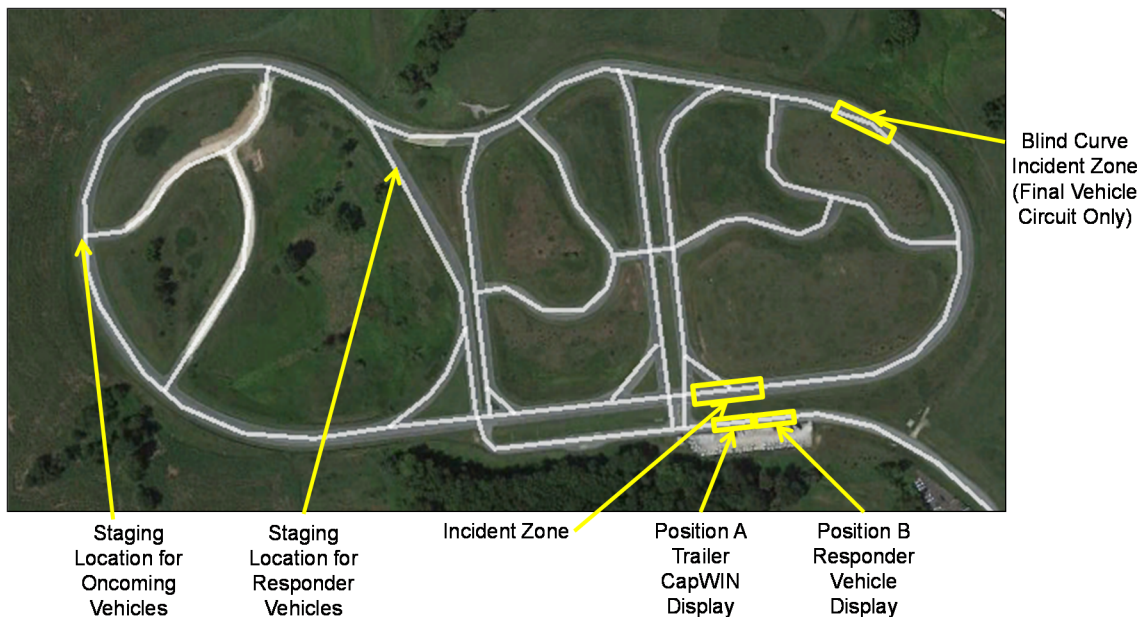 Blind Curve
Incident Zone
(Final Vehicle
Circuit Only)
Staging
Location for
Oncoming
Vehicles
Staging
Location for
Responder
Vehicles
Incident Zone
Position A
Trailer
CapWIN
Display
Position B
Responder
Vehicle
Display